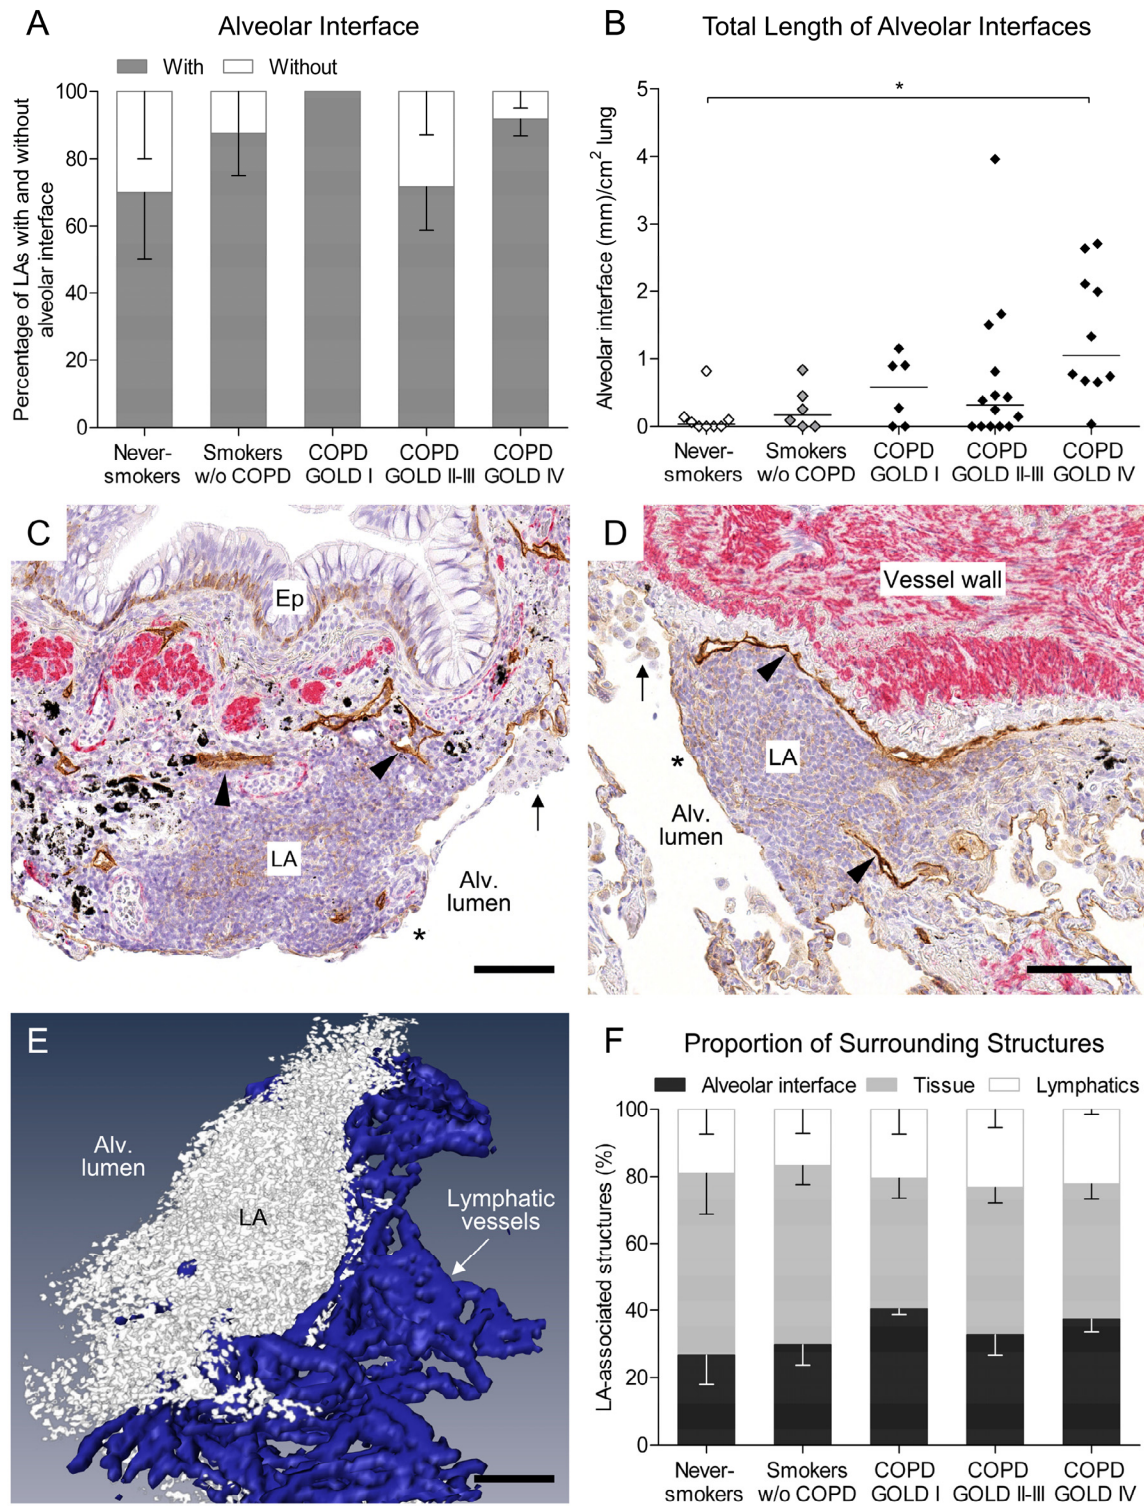 A
Alveolar Interface
With
Without
Percentage of LAs with and without
alveolar interface
100
80
60
40
20
0
Never-
smokers
Smokers
w/o COPD
COPD
GOLD I
COPD
GOLD II-III
COPD
GOLD IV
B
Total Length of Alveolar Interfaces
Alveolar interface (mm)/cm² lung
5
4
3
2
1
0
*
Never-
smokers
Smokers
w/o COPD
COPD
GOLD I
COPD
GOLD II-III
COPD
GOLD IV
C
Ep
LA
Alv.
lumen
*
D
Vessel wall
LA
*
Alv.
lumen
E
Alv.
lumen
LA
Lymphatic
vessels
F
Proportion of Surrounding Structures
Alveolar interface
Tissue
Lymphatics
LA-associated structures (%)
100
80
60
40
20
0
Never-
smokers
Smokers
w/o COPD
COPD
GOLD I
COPD
GOLD II-III
COPD
GOLD IV